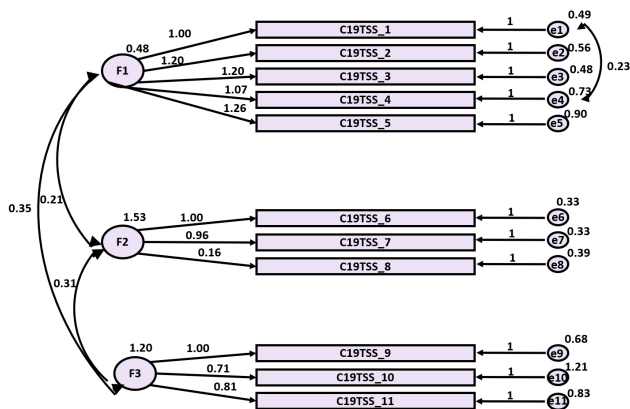 1.00 C19TSS_1 1 e1 0.49
0.48 F1 1.20 C19TSS_2 1 e2 0.56
1.20 C19TSS_3 1 e3 0.48
0.23
1.07 C19TSS_4 1 e4 0.73
1.26 C19TSS_5 1 e5 0.90
0.35 0.21
1.53 1.00 C19TSS_6 1 e6 0.33
F2 0.96 C19TSS_7 1 e7 0.33
0.16 C19TSS_8 1 e8 0.39
0.31
1.20 1.00 C19TSS_9 1 e9 0.68
F3 0.71 C19TSS_10 1 e10 1.21
0.81 C19TSS_11 1 e11 0.83